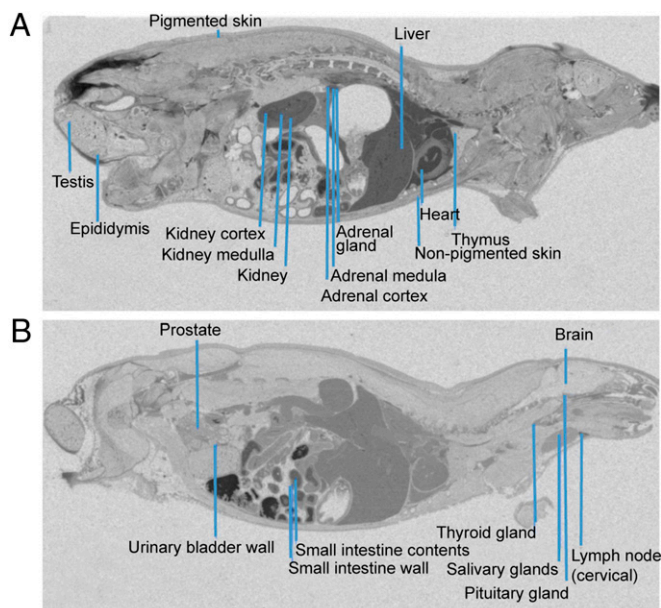 A
Pigmented skin
Liver
Testis
Epididymis
Kidney cortex
Kidney medulla
Kidney
Adrenal
gland
Adrenal medula
Adrenal cortex
Heart
Thymus
Non-pigmented skin
B
Prostate
Brain
Urinary bladder wall
Small intestine contents
Small intestine wall
Thyroid gland
Salivary glands
Pituitary gland
Lymph node
(cervical)